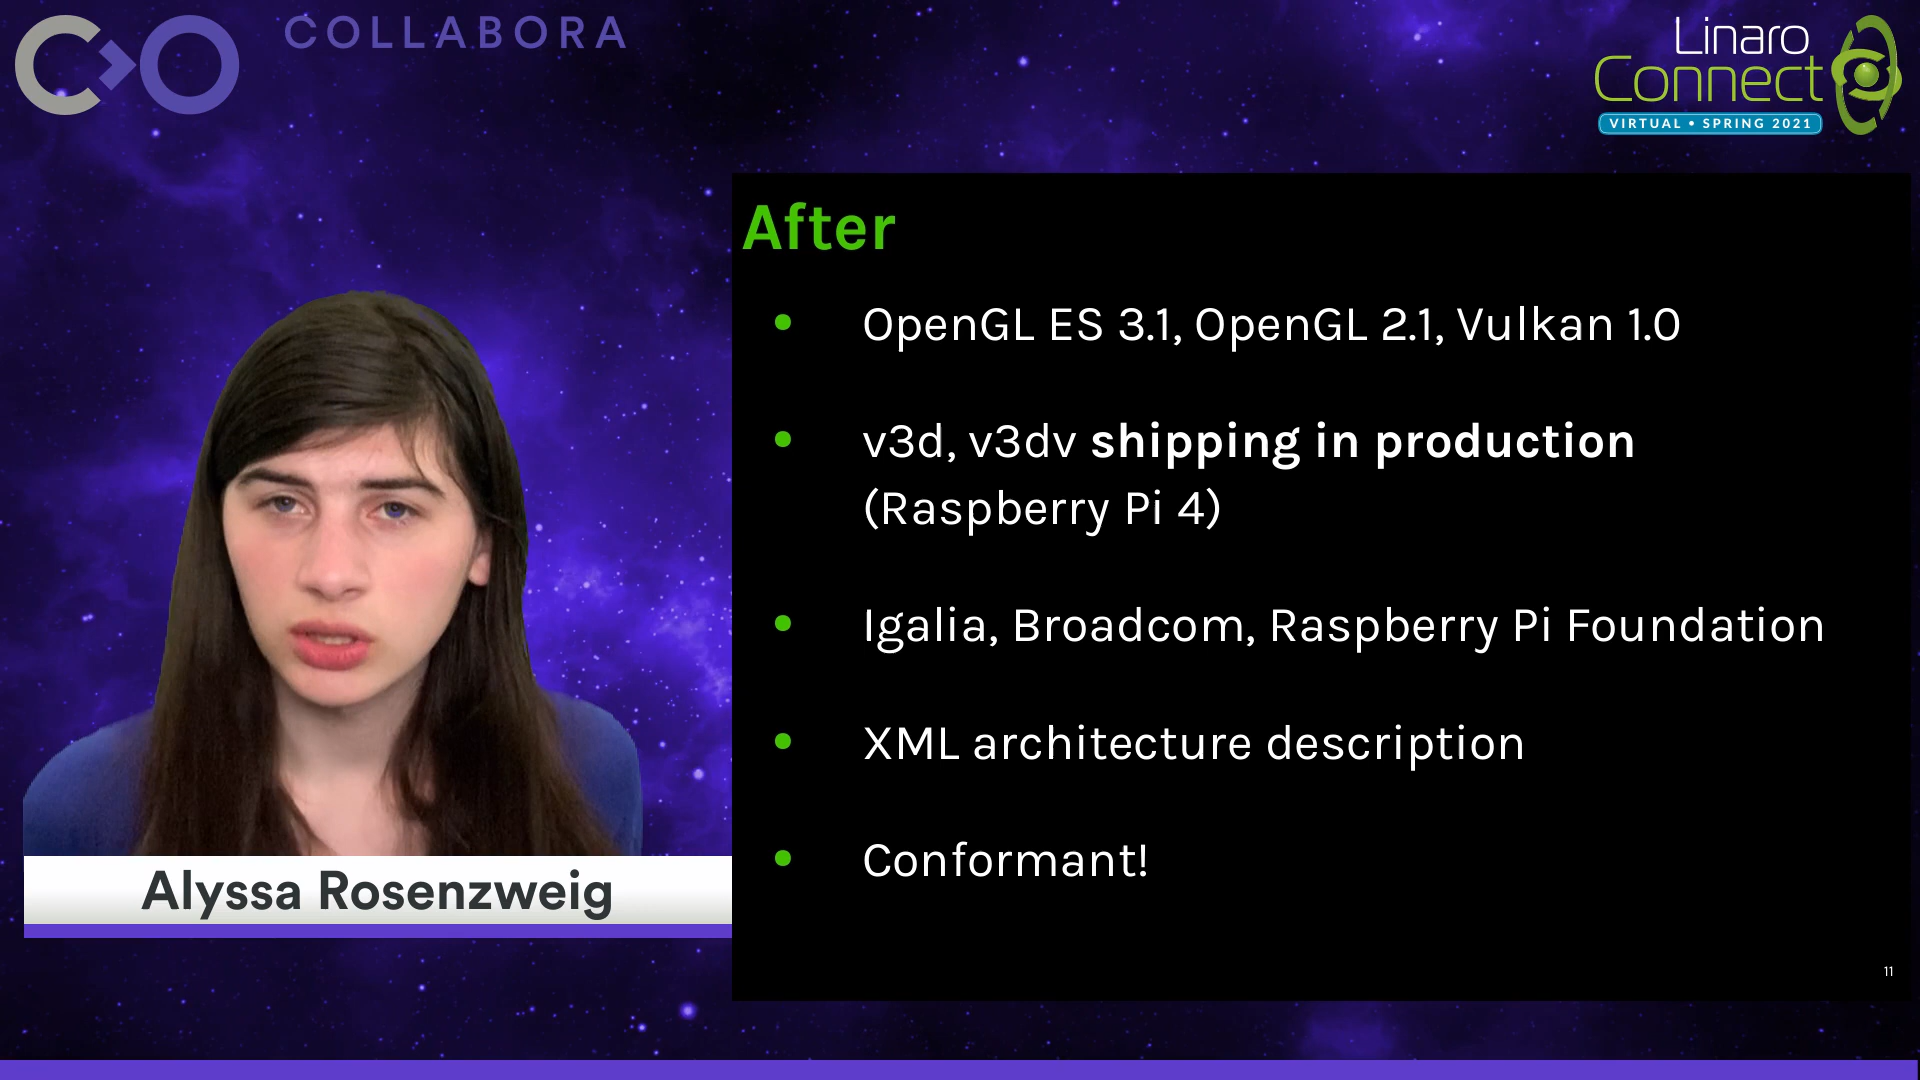 COLLABORA
Linaro
Connect
VIRTUAL • SPRING 2021
After
• OpenGL ES 3.1, OpenGL 2.1, Vulkan 1.0
• v3d, v3dv shipping in production
(Raspberry Pi 4)
• Igalia, Broadcom, Raspberry Pi Foundation
• XML architecture description
• Conformant!
Alyssa Rosenzweig
11